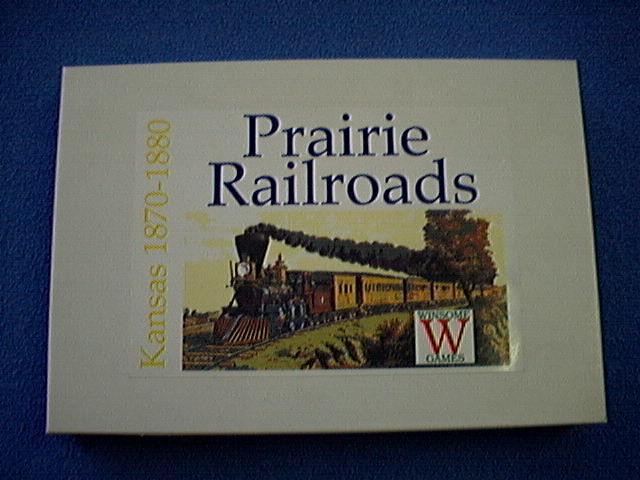 Prairie
Railroads
Kansas 1870-1880
WINSOME
W
GAMES